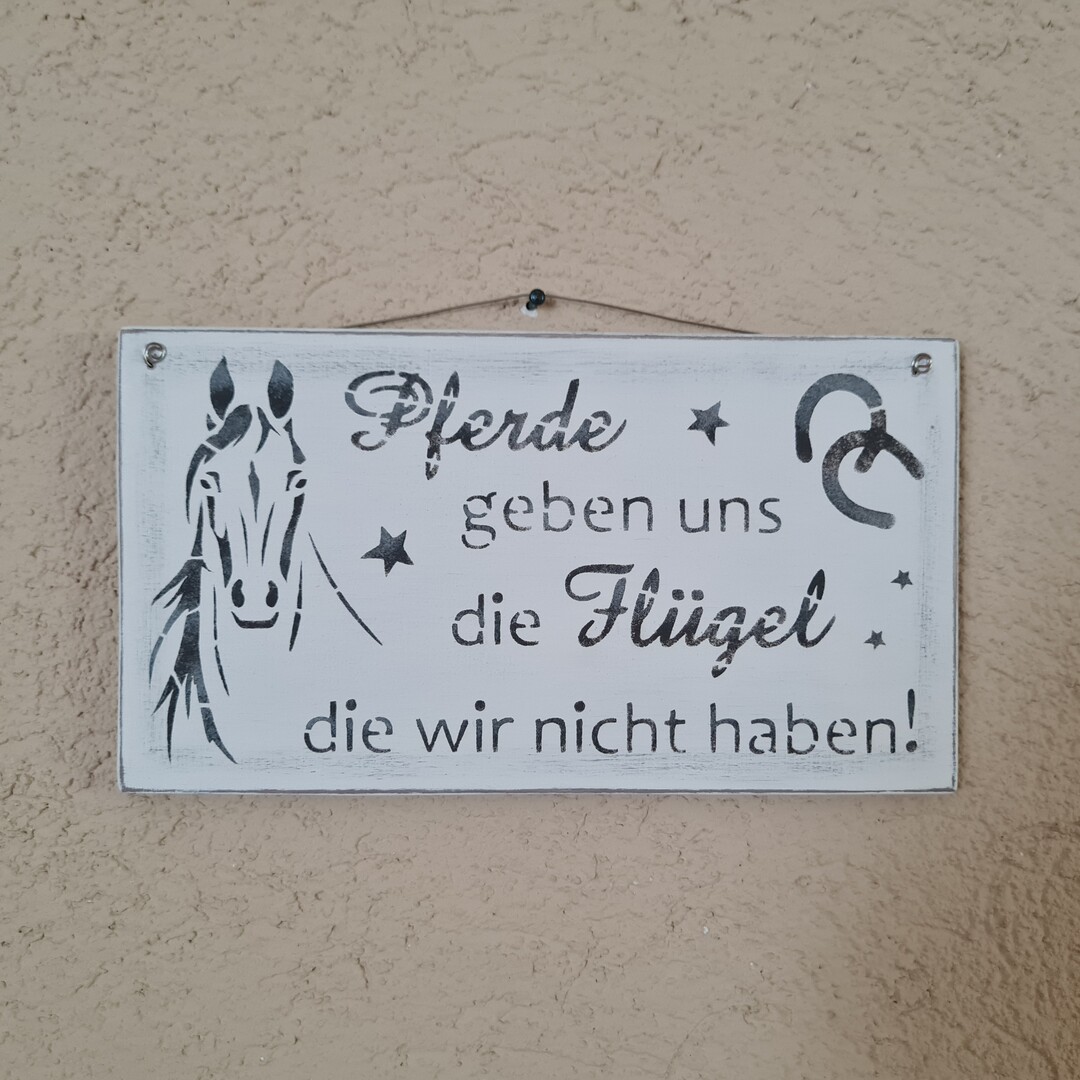 Pferde
geben uns
die Flügel
die wir nicht haben!